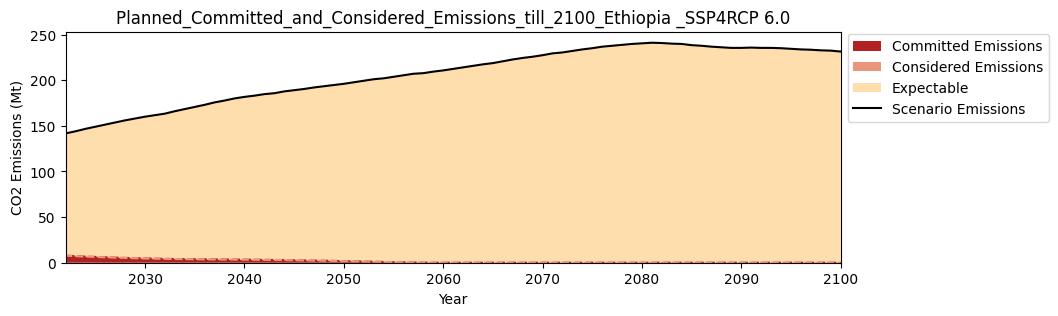 Planned_Committed_and_Considered_Emissions_till_2100_Ethiopia _SSP4RCP 6.0
250
200
150
100
50
0
CO2 Emissions (Mt)
2030 2040 2050 2060 2070 2080 2090 2100
Year
Committed Emissions
Considered Emissions
Expectable
Scenario Emissions